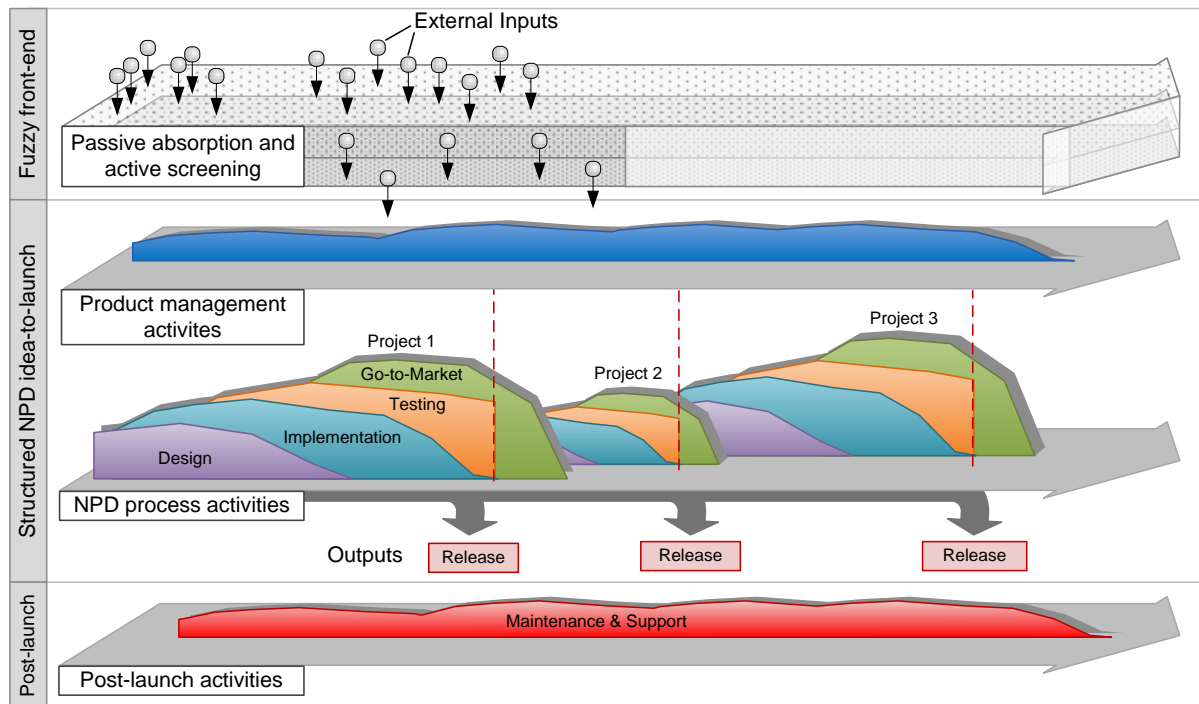 Fuzzy front-end
External Inputs
Passive absorption and
active screening
Structured NPD idea-to-launch
Product management
activites
Project 1
Project 2
Project 3
Go-to-Market
Testing
Implementation
Design
NPD process activities
Outputs
Release
Release
Release
Post-launch
Maintenance & Support
Post-launch activities